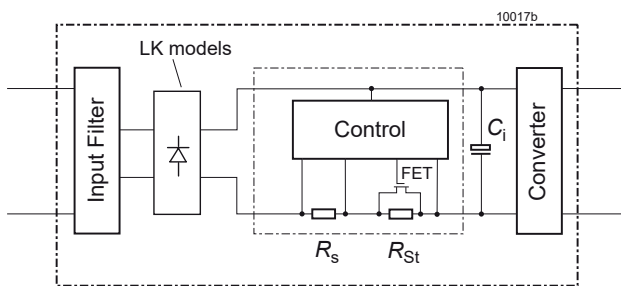 10017b
LK models
Input Filter
Control
FET
Ci
Converter
Rs
RSt